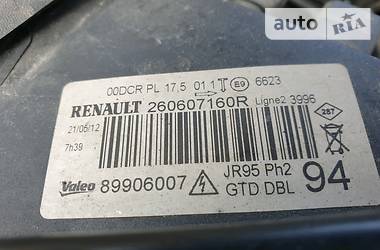 auto RIA
00DCR PL 17.5 01 1 T E9 6623
RENAULT 260607160R Ligne2 3996
21/05/12
7h39
Valeo 89906007 JR95 Ph2 94
GTD DBL